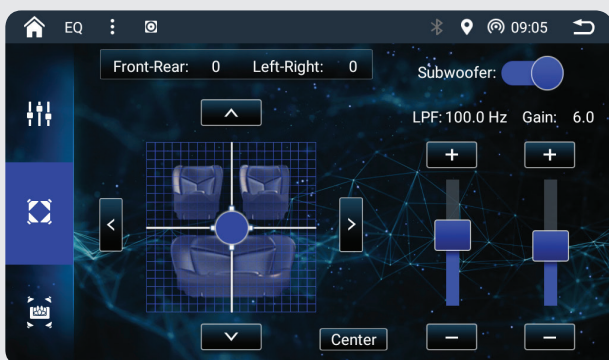 EQ 09:05
Front-Rear: 0 Left-Right: 0
Subwoofer:
LPF: 100.0 Hz Gain: 6.0
Center